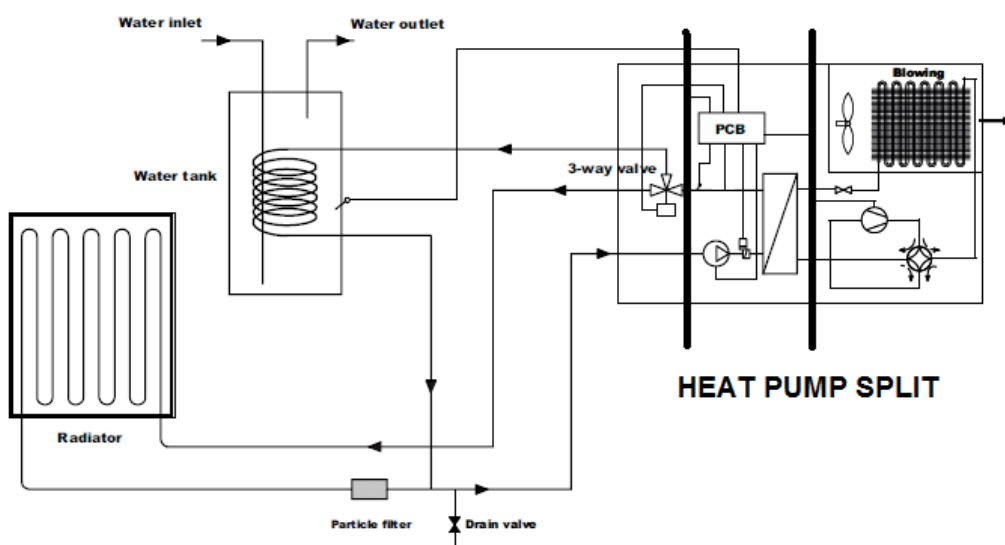 Water inlet
Water outlet
Blowing
PCB
Water tank
3-way valve
HEAT PUMP SPLIT
Radiator
Particle filter
Drain valve